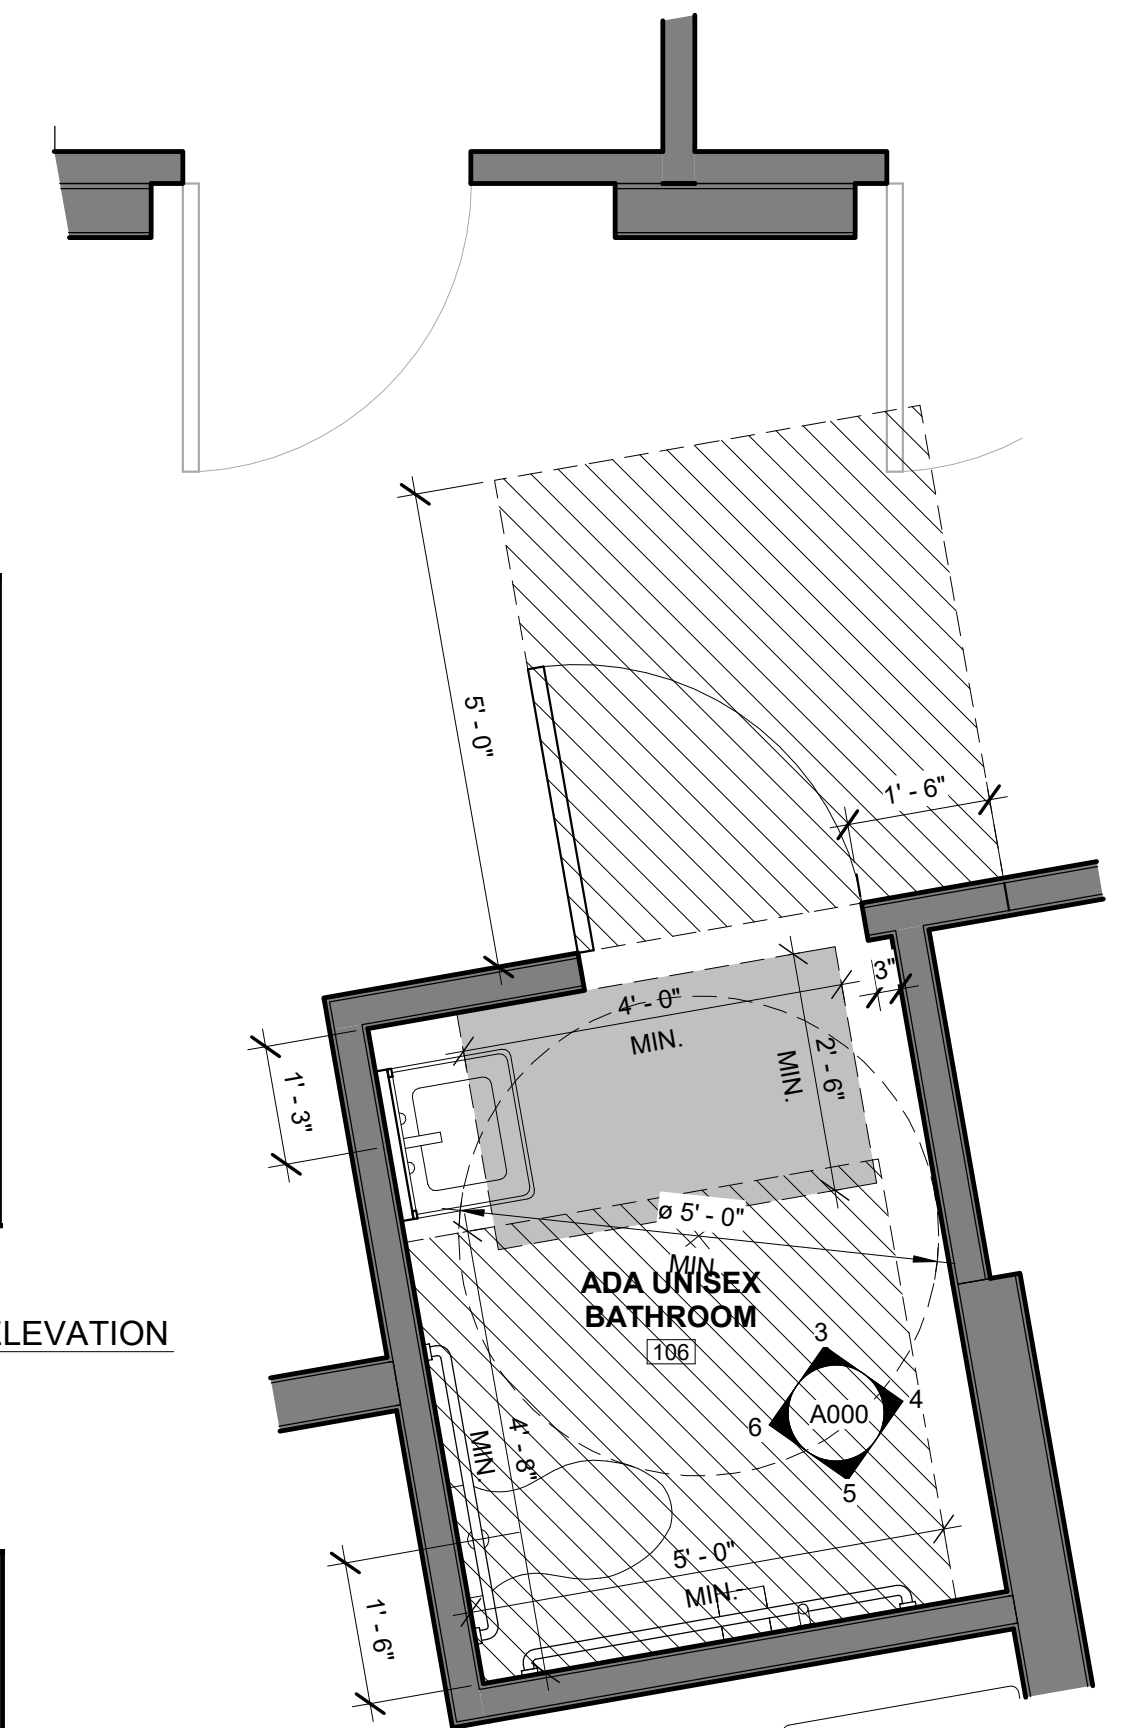 5' - 0"
1' - 6"
3"
4' - 0"
MIN.
2' - 6"
MIN.
1' - 3"
ø 5' - 0"
MIN.
ADA UNISEX
BATHROOM
106
ELEVATION
3
4
A000
6
5
4' - 8"
MIN.
5' - 0"
MIN.
1' - 6"